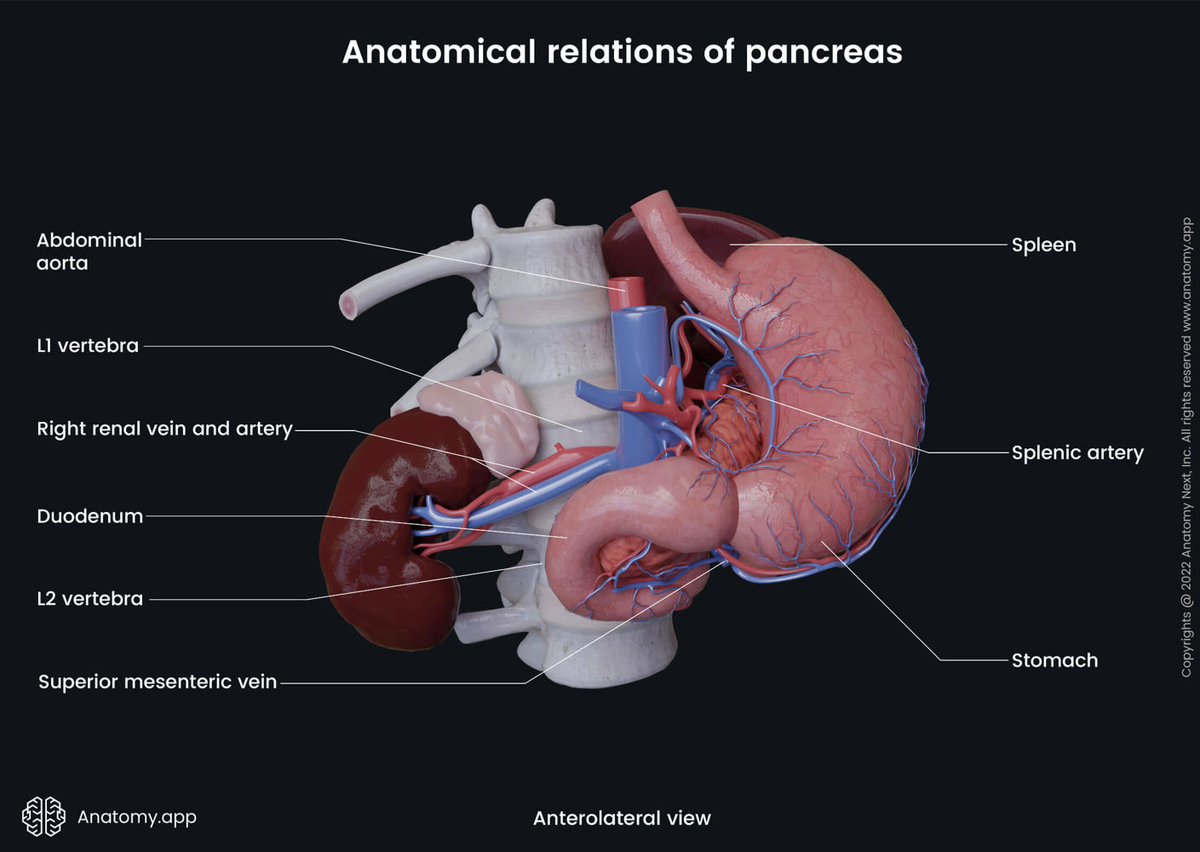 Anatomical relations of pancreas
Abdominal
aorta
L1 vertebra
Right renal vein and artery
Duodenum
L2 vertebra
Superior mesenteric vein
Spleen
Splenic artery
Stomach
Copyrights @ 2022 Anatomy Next, Inc. All rights reserved www.anatomy.app
Anatomy.app
Anterolateral view